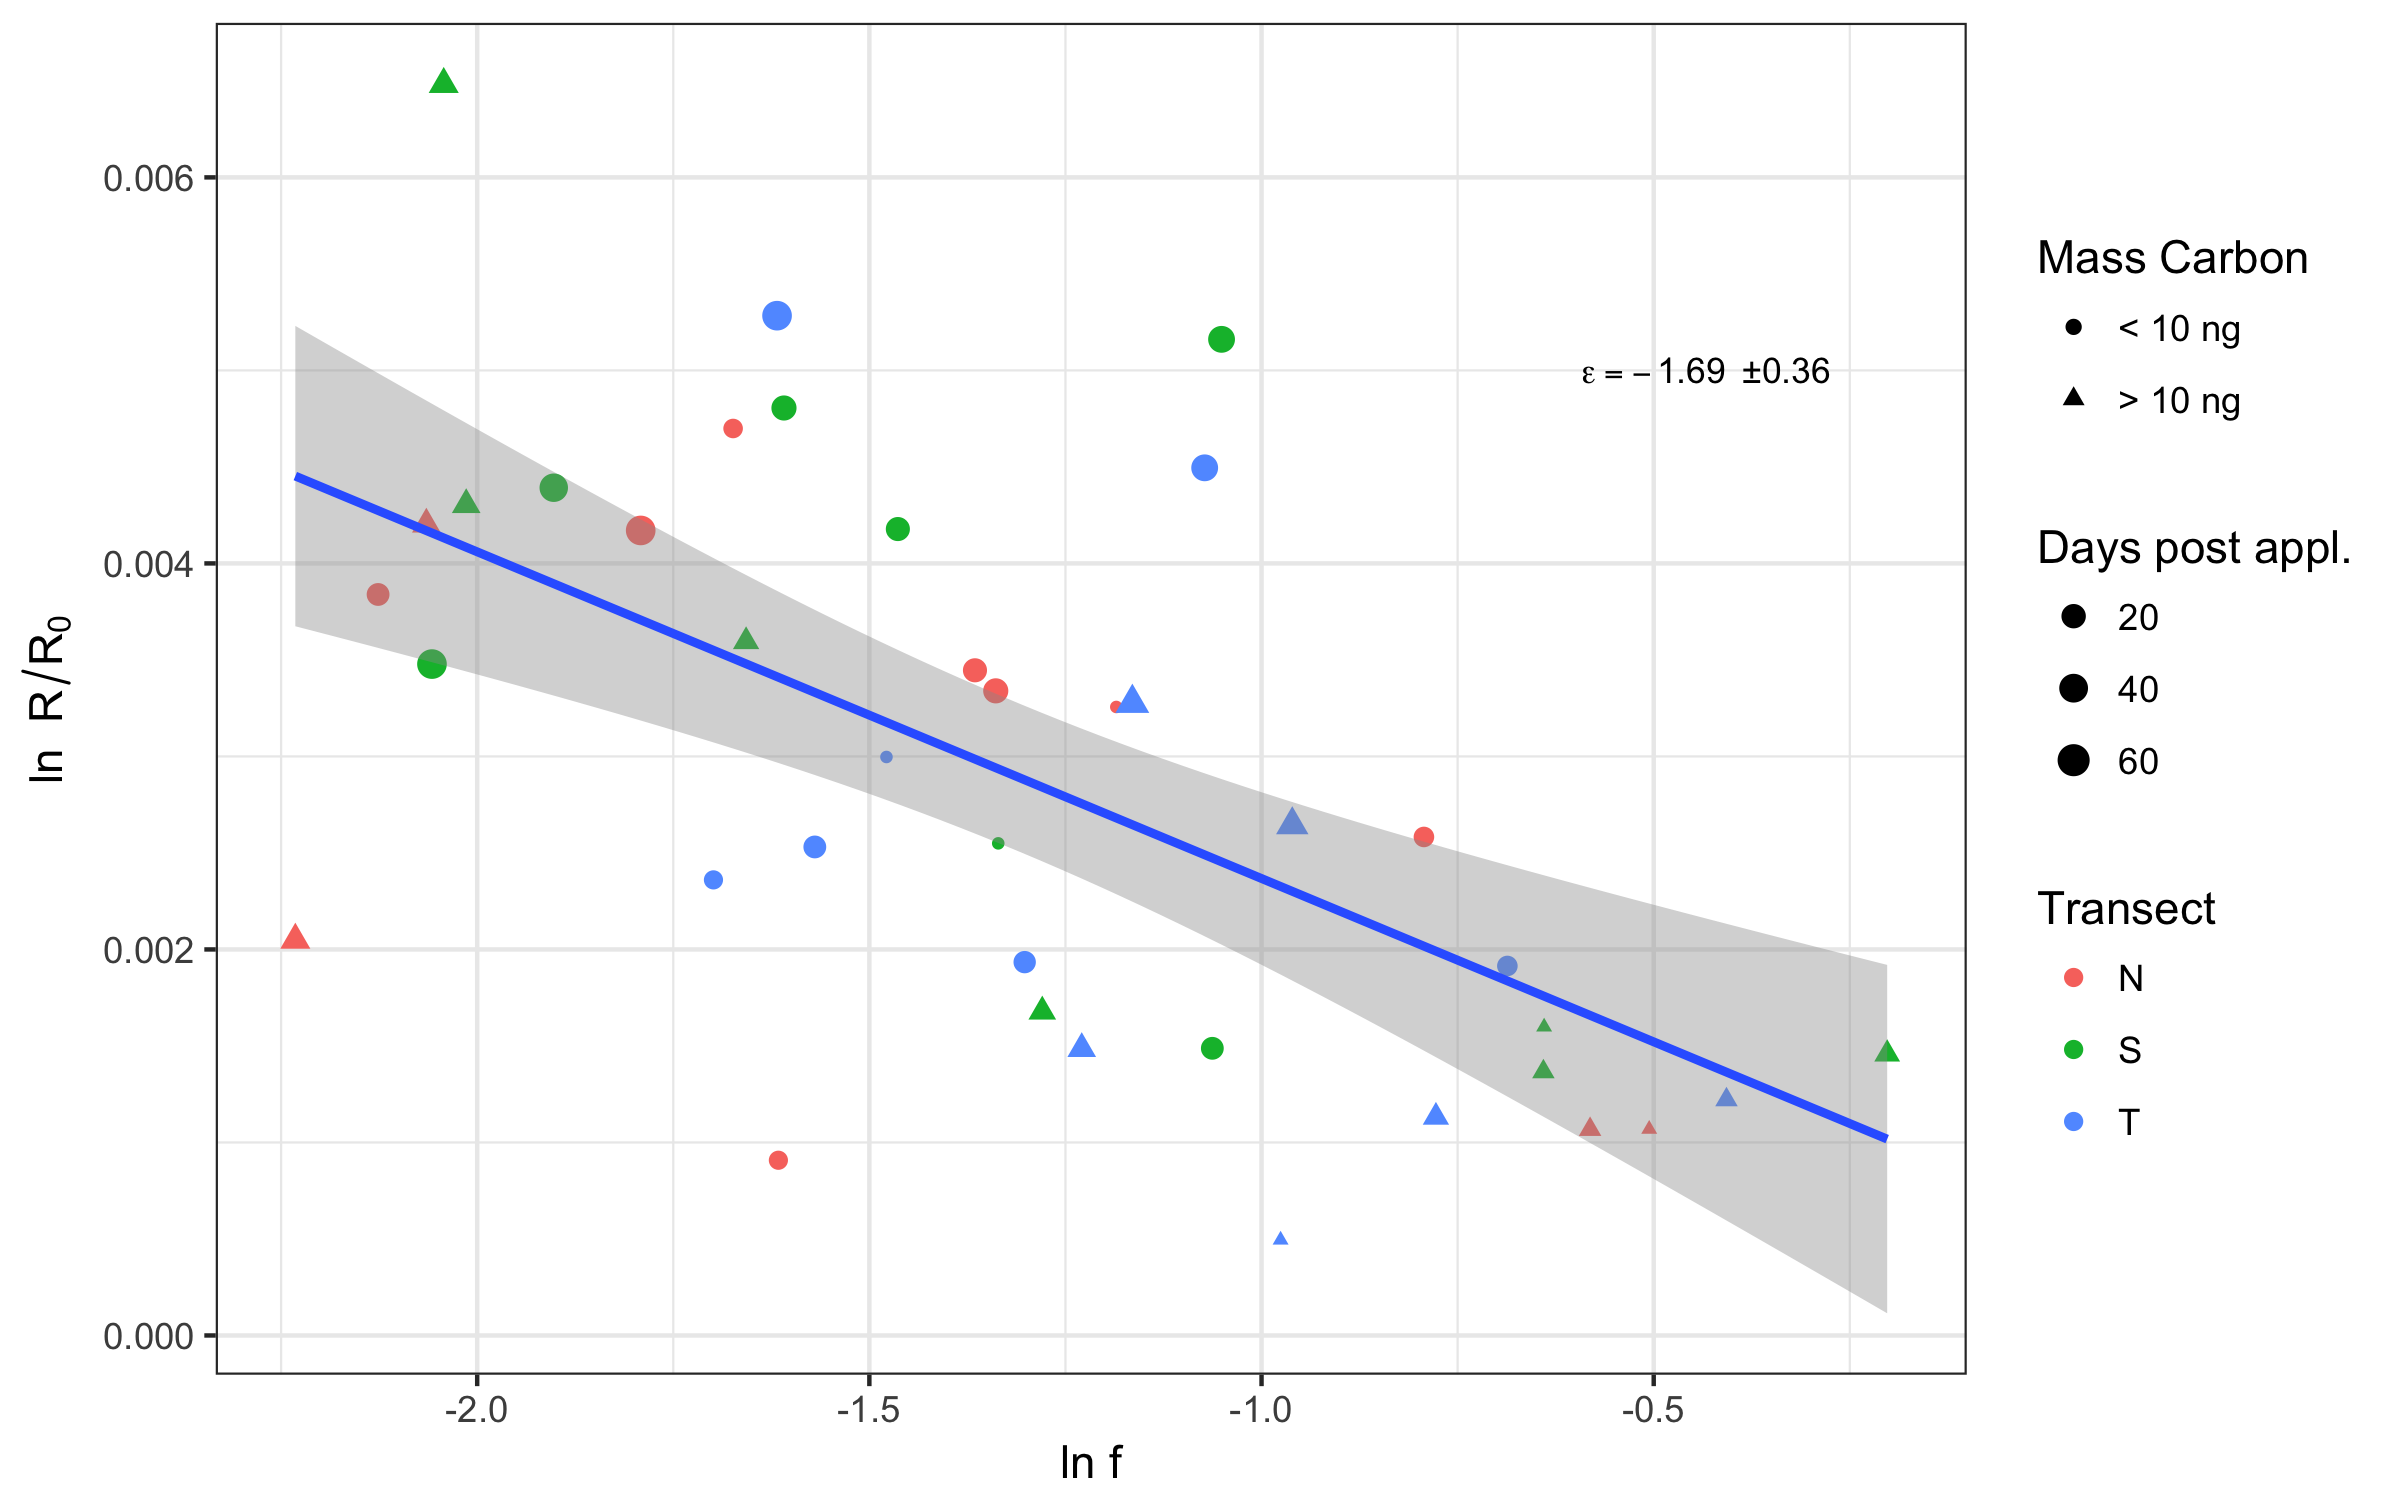 0.006
0.004
0.002
0.000
ln R/R₀
-2.0
-1.5
-1.0
-0.5
ln f
ε = −1.69 ±0.36
Mass Carbon
< 10 ng
> 10 ng
Days post appl.
20
40
60
Transect
N
S
T